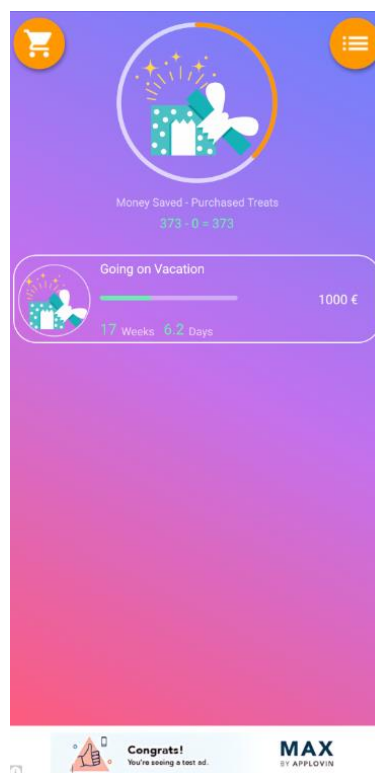 Money Saved - Purchased Treats
373 - 0 = 373
Going on Vacation
1000 €
17 Weeks 6.2 Days
Congrats!
You're seeing a test ad.
MAX
BY APPLOVIN